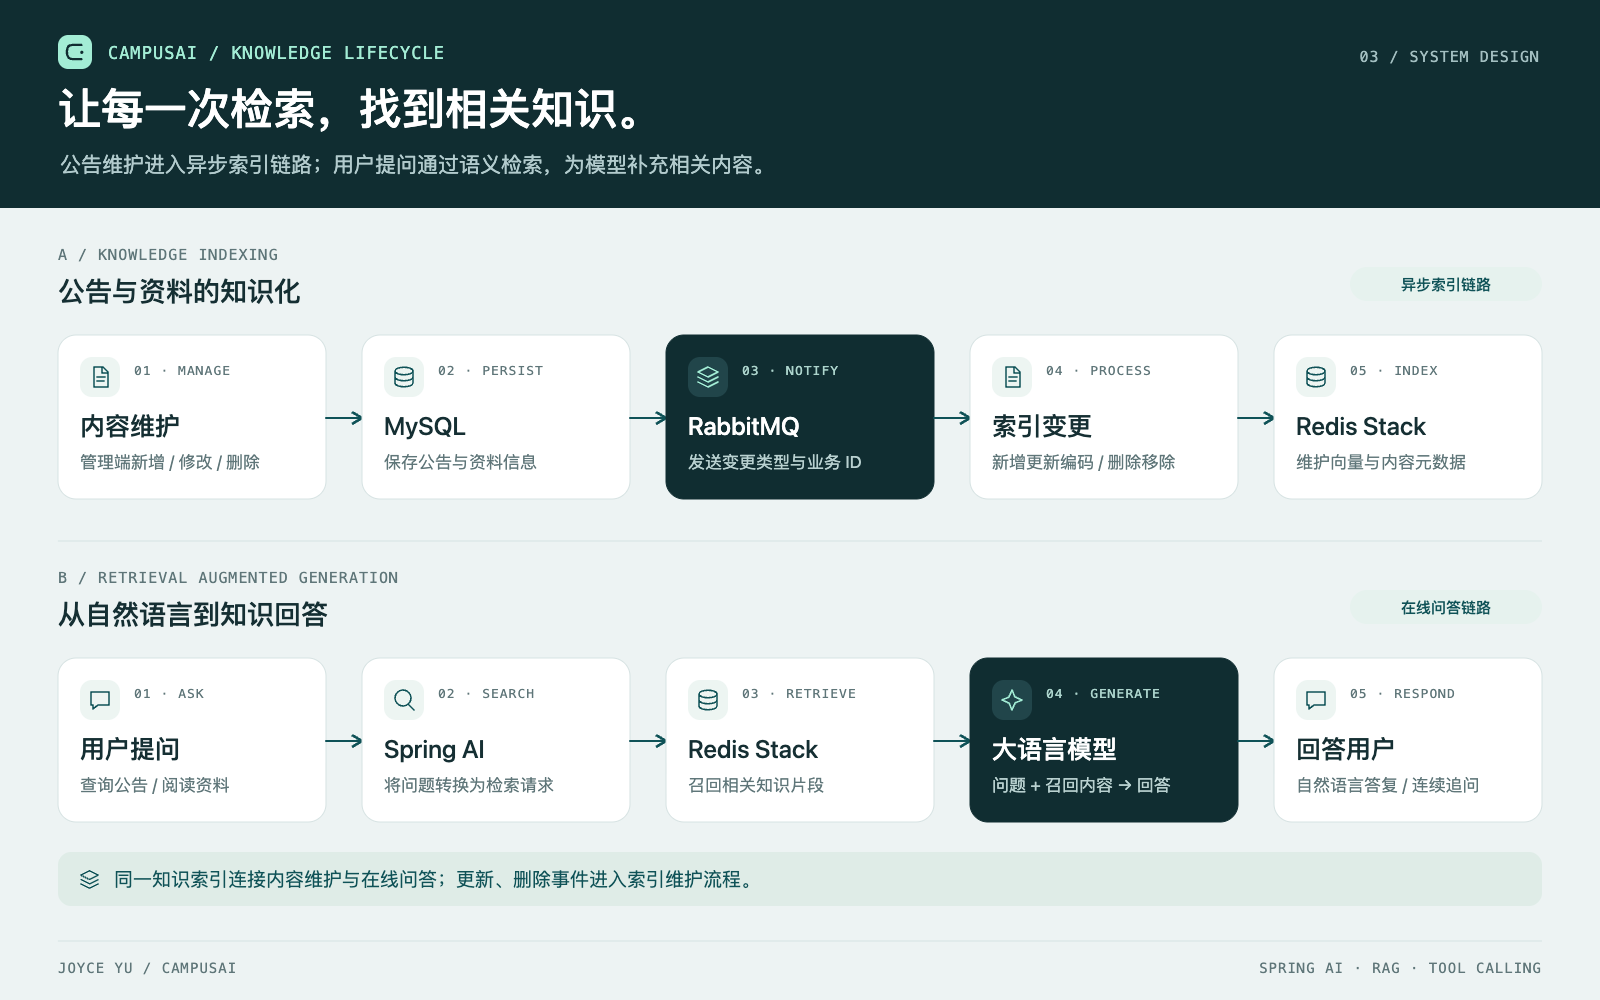 CAMPUSAI / KNOWLEDGE LIFECYCLE
03 / SYSTEM DESIGN
让每一次检索，找到相关知识。
公告维护进入异步索引链路；用户提问通过语义检索，为模型补充相关内容。
A / KNOWLEDGE INDEXING
公告与资料的知识化
异步索引链路
01 · MANAGE
内容维护
管理端新增 / 修改 / 删除
02 · PERSIST
MySQL
保存公告与资料信息
03 · NOTIFY
RabbitMQ
发送变更类型与业务 ID
04 · PROCESS
索引变更
新增更新编码 / 删除移除
05 · INDEX
Redis Stack
维护向量与内容元数据
B / RETRIEVAL AUGMENTED GENERATION
从自然语言到知识回答
在线问答链路
01 · ASK
用户提问
查询公告 / 阅读资料
02 · SEARCH
Spring AI
将问题转换为检索请求
03 · RETRIEVE
Redis Stack
召回相关知识片段
04 · GENERATE
大语言模型
问题 + 召回内容 → 回答
05 · RESPOND
回答用户
自然语言答复 / 连续追问
同一知识索引连接内容维护与在线问答；更新、删除事件进入索引维护流程。
JOYCE YU / CAMPUSAI
SPRING AI · RAG · TOOL CALLING